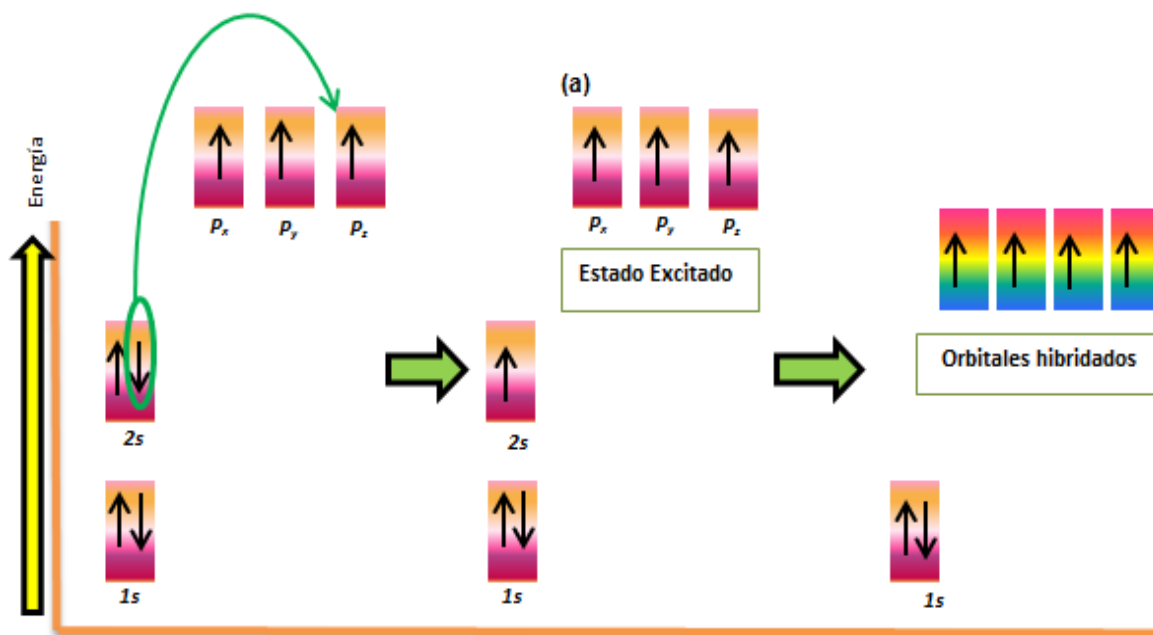 Energía
(a)
pₓ pᵧ p_z
pₓ pᵧ p_z
Estado Excitado
Orbitales hibridados
2s
2s
1s
1s
1s